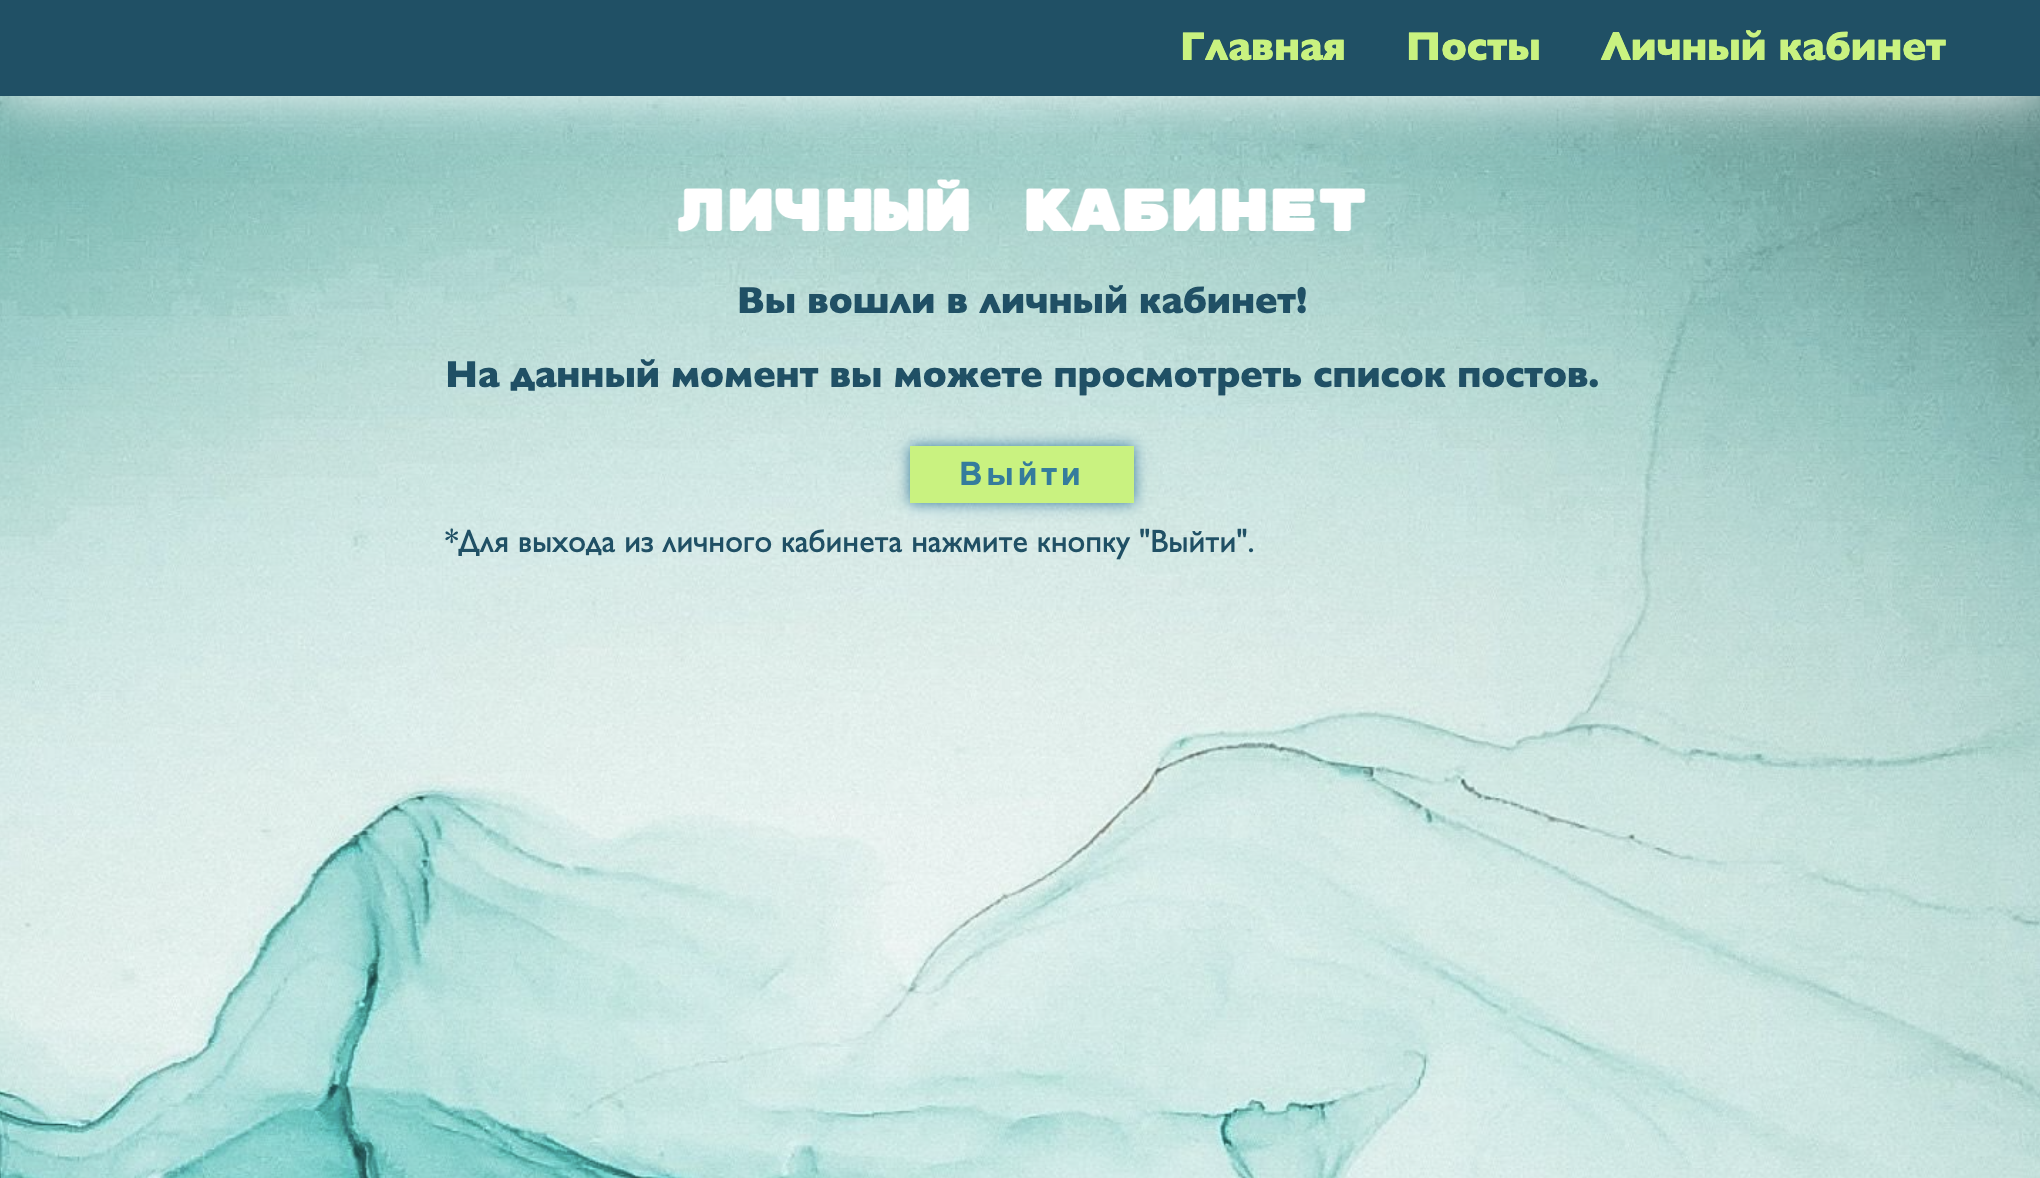 Главная Посты Личный кабинет
ЛИЧНЫЙ КАБИНЕТ
Вы вошли в личный кабинет!
На данный момент вы можете просмотреть список постов.
Выйти
*Для выхода из личного кабинета нажмите кнопку "Выйти".